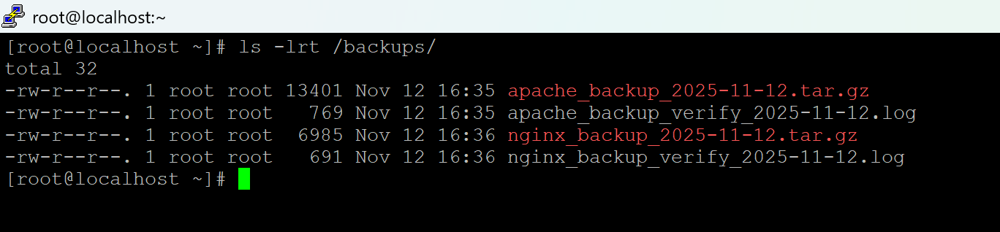 root@localhost:~
[root@localhost ~]# ls -lrt /backups/
total 32
-rw-r--r--. 1 root root 13401 Nov 12 16:35 apache_backup_2025-11-12.tar.gz
-rw-r--r--. 1 root root   769 Nov 12 16:35 apache_backup_verify_2025-11-12.log
-rw-r--r--. 1 root root  6985 Nov 12 16:36 nginx_backup_2025-11-12.tar.gz
-rw-r--r--. 1 root root   691 Nov 12 16:36 nginx_backup_verify_2025-11-12.log
[root@localhost ~]#